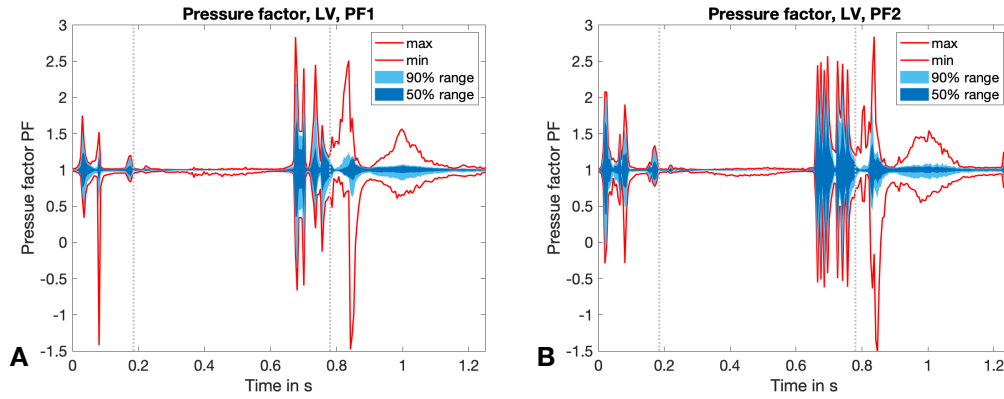 Pressure factor, LV, PF1
3
2.5
2
1.5
1
0.5
0
-0.5
-1
-1.5
Pressue factor PF
max
min
90% range
50% range
0
0.2
0.4
0.6
0.8
1
1.2
Time in s
A
Pressure factor, LV, PF2
3
2.5
2
1.5
1
0.5
0
-0.5
-1
-1.5
Pressue factor PF
max
min
90% range
50% range
0
0.2
0.4
0.6
0.8
1
1.2
Time in s
B